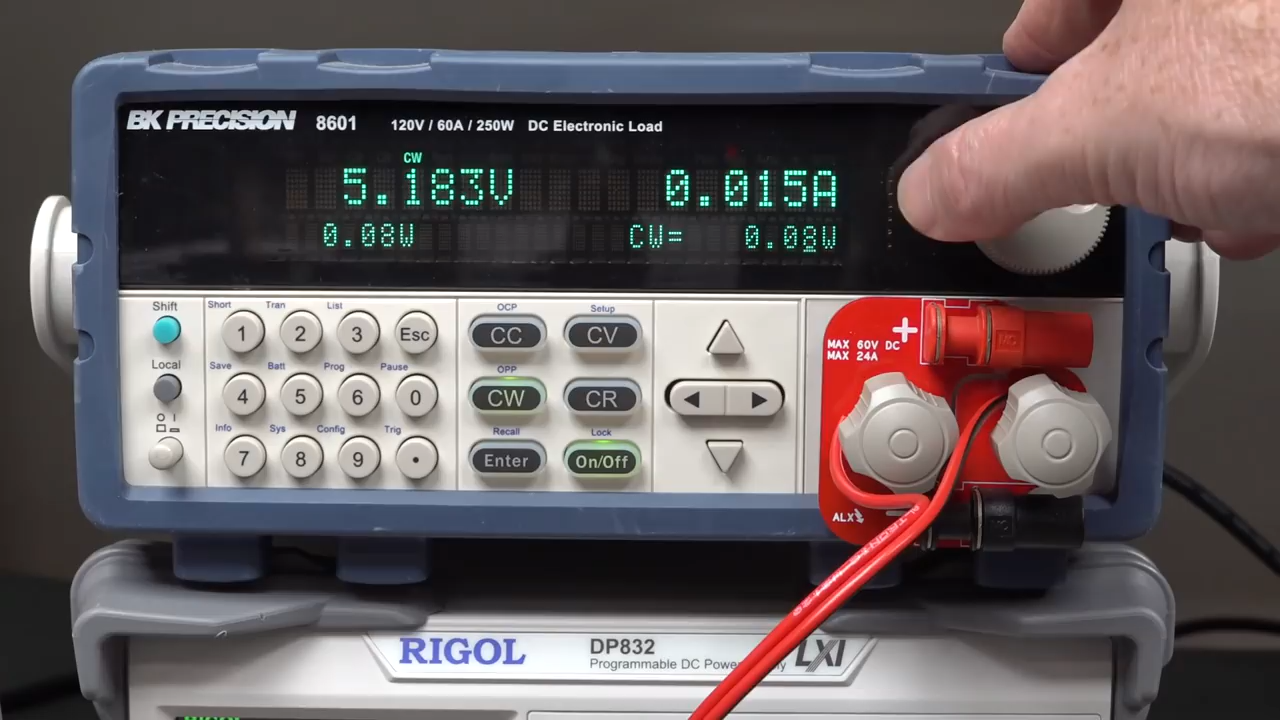 BK PRECISION 8601 120V / 60A / 250W DC Electronic Load
CW
5.183V 0.015A
0.08W CW= 0.08W
Shift
Local
Short Tran List
1 2 3 Esc
Save Batt Prog Pause
4 5 6 0
Info Sys Config Trig
7 8 9 .
OCP Setup
CC CV
OPP
CW CR
Recall Lock
Enter On/Off
MAX 60V DC
MAX 24A
+
MC
ALX
RIGOL DP832
Programmable DC Power
LXI
RIGOL